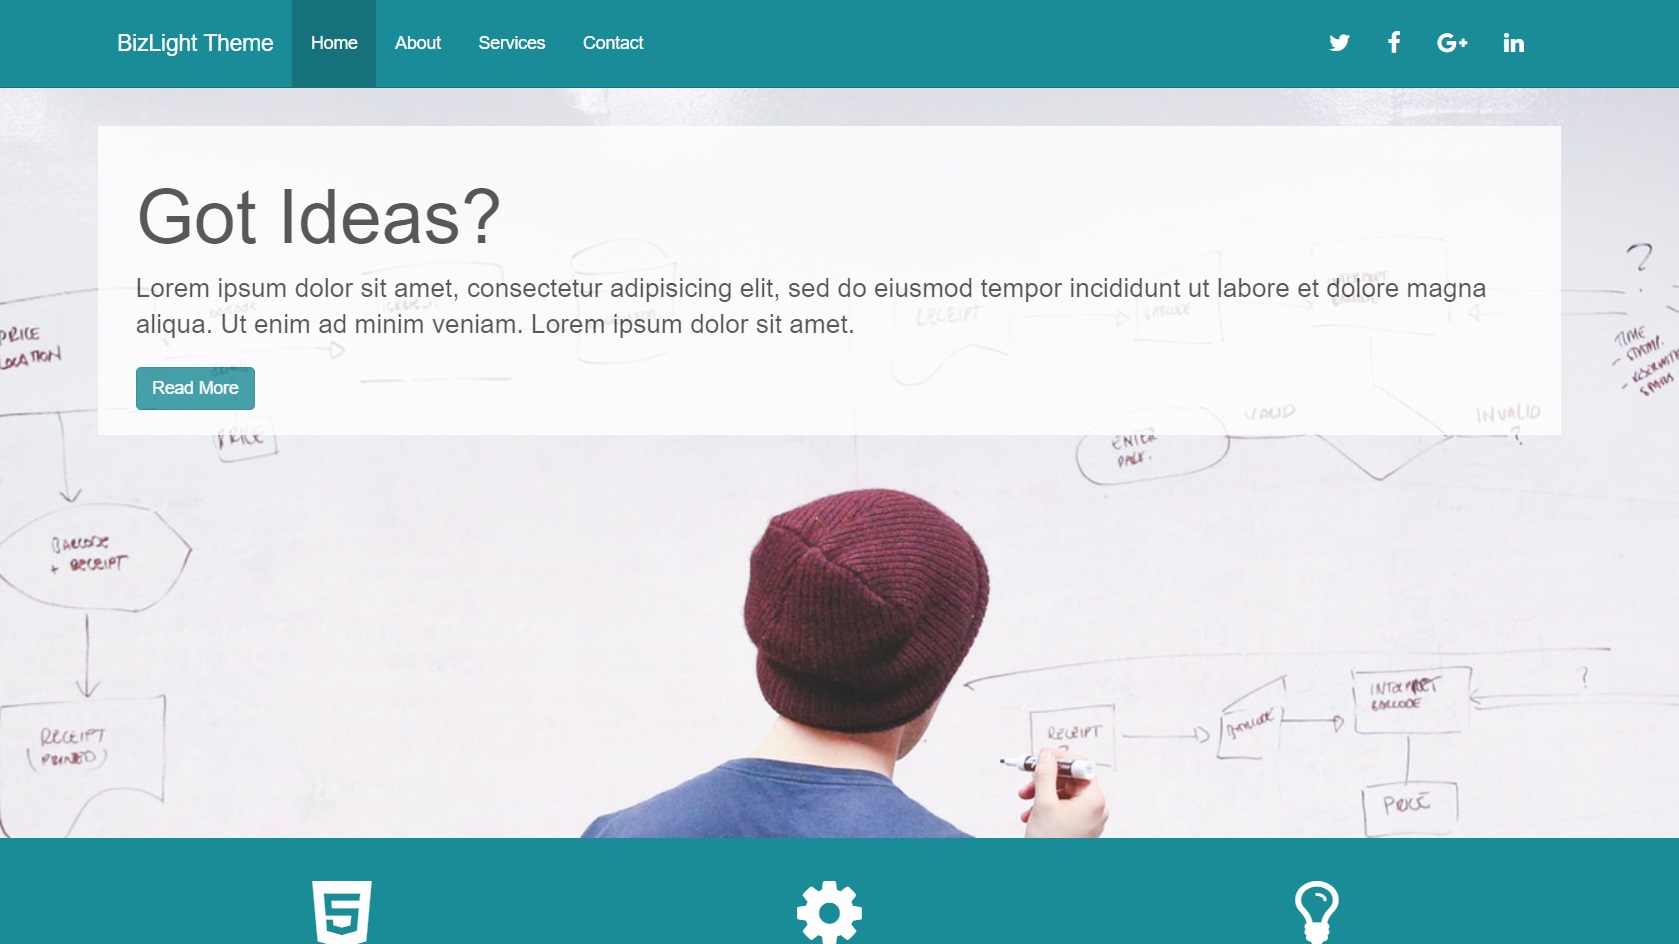 BizLight Theme
Home
About
Services
Contact
Got Ideas?
Lorem ipsum dolor sit amet, consectetur adipisicing elit, sed do eiusmod tempor incididunt ut labore et dolore magna
aliqua. Ut enim ad minim veniam. Lorem ipsum dolor sit amet.
Read More
RECEIPT
BARCODE
?
PRICE
LOCATION
TIME
PRICE
VALID
INVALID
?
ENTER
BARCODE
+ RECEIPT
RECEIPT
(PRINTED)
RECEIPT
?
BARCODE
INTERPRET
BARCODE
?
PRICE